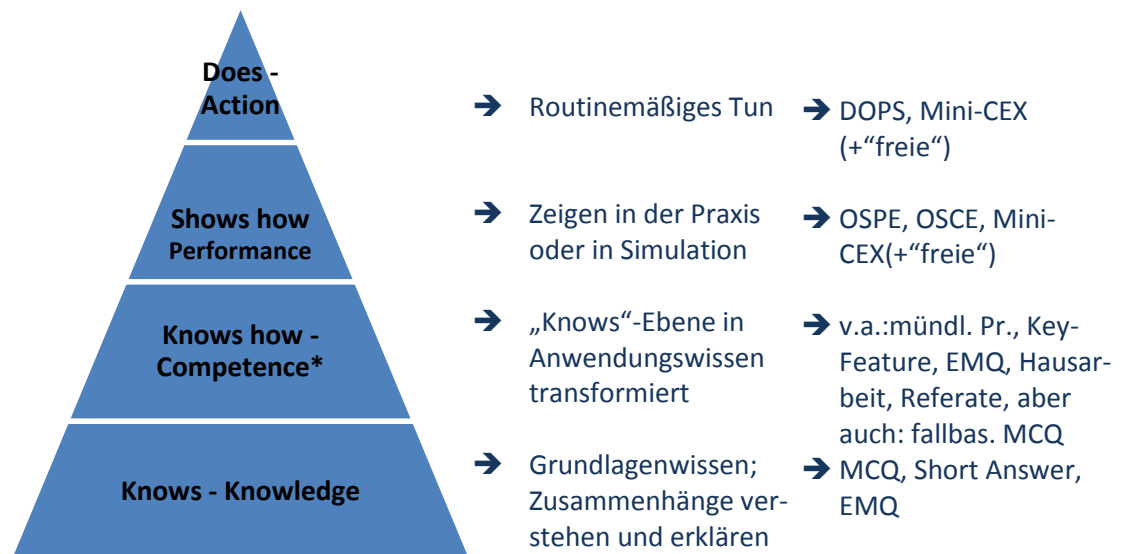 Does -
Action
➔ Routinemäßiges Tun
➔ DOPS, Mini-CEX
(+“freie“)
Shows how
Performance
➔ Zeigen in der Praxis
oder in Simulation
➔ OSPE, OSCE, Mini-
CEX(+“freie“)
Knows how -
Competence*
➔ „Knows“-Ebene in
Anwendungswissen
transformiert
➔ v.a.:mündl. Pr., Key-
Feature, EMQ, Hausar-
beit, Referate, aber
auch: fallbas. MCQ
Knows - Knowledge
➔ Grundlagenwissen;
Zusammenhänge ver-
stehen und erklären
➔ MCQ, Short Answer,
EMQ